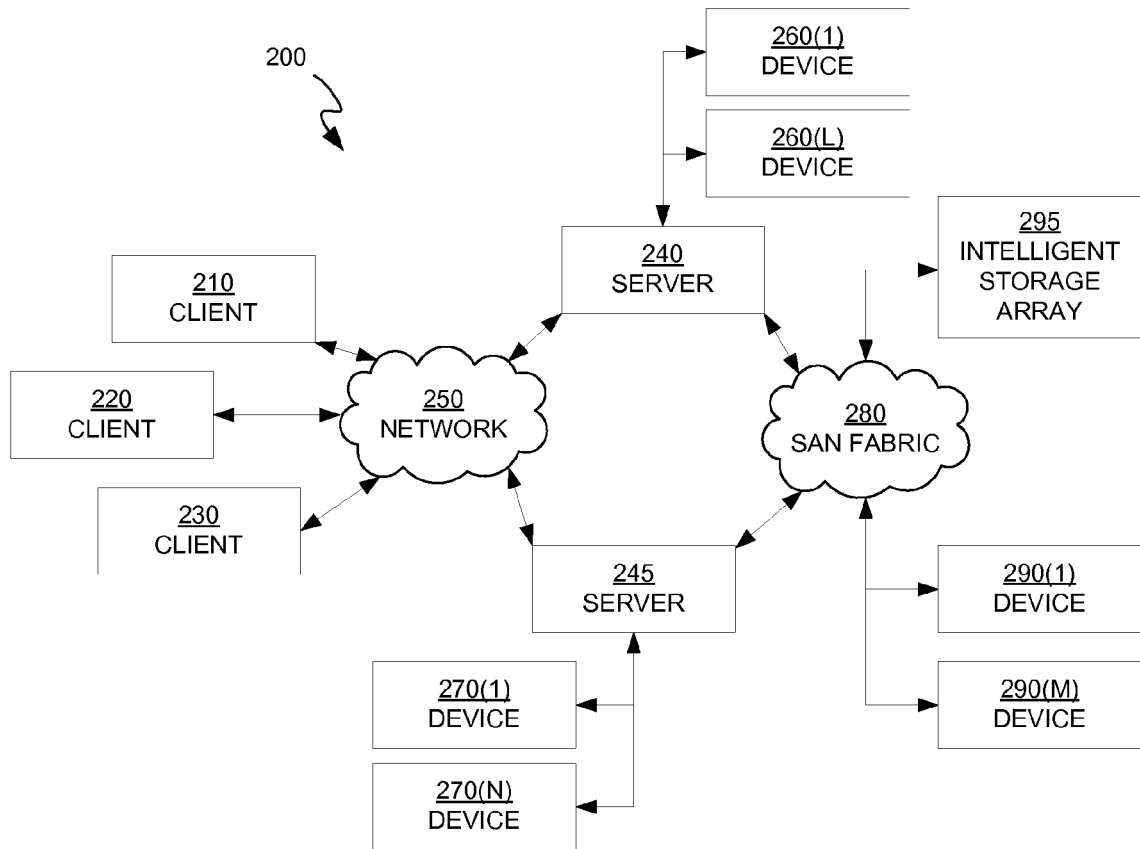 260(1)
DEVICE
200
260(L)
DEVICE
295
INTELLIGENT
STORAGE
ARRAY
240
SERVER
210
CLIENT
220
CLIENT
250
NETWORK
280
SAN FABRIC
230
CLIENT
245
SERVER
290(1)
DEVICE
270(1)
DEVICE
290(M)
DEVICE
270(N)
DEVICE